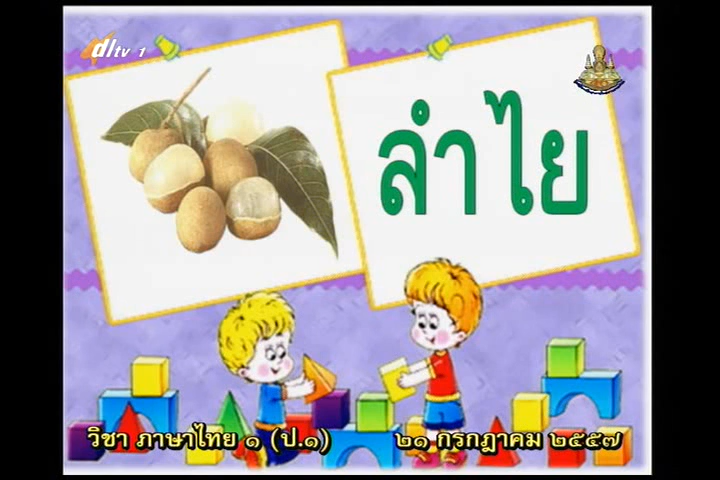 dltv 1
ลำไย
วิชา ภาษาไทย ๑ (ป.๑) ๒๑ กรกฎาคม ๒๕๕๗